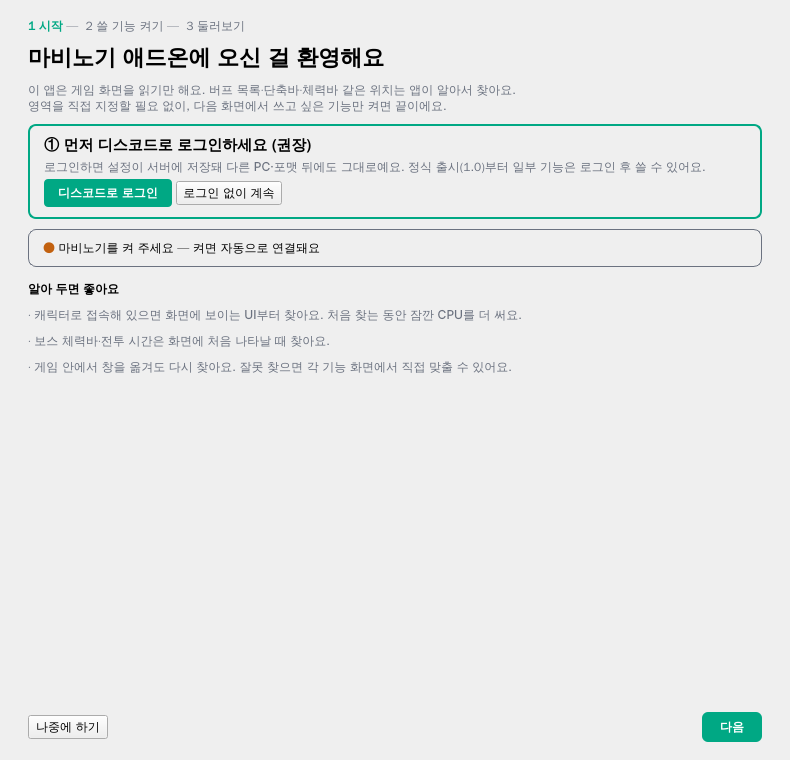 1 시작 — 2 쓸 기능 켜기 — 3 둘러보기
마비노기 애드온에 오신 걸 환영해요
이 앱은 게임 화면을 읽기만 해요. 버프 목록·단축바·체력바 같은 위치는 앱이 알아서 찾아요.
영역을 직접 지정할 필요 없이, 다음 화면에서 쓰고 싶은 기능만 켜면 끝이에요.
① 먼저 디스코드로 로그인하세요 (권장)
로그인하면 설정이 서버에 저장돼 다른 PC·포맷 뒤에도 그대로예요. 정식 출시(1.0)부터 일부 기능은 로그인 후 쓸 수 있어요.
디스코드로 로그인 로그인 없이 계속
마비노기를 켜 주세요 — 켜면 자동으로 연결돼요
알아 두면 좋아요
· 캐릭터로 접속해 있으면 화면에 보이는 UI부터 찾아요. 처음 찾는 동안 잠깐 CPU를 더 써요.
· 보스 체력바·전투 시간은 화면에 처음 나타날 때 찾아요.
· 게임 안에서 창을 옮겨도 다시 찾아요. 잘못 찾으면 각 기능 화면에서 직접 맞출 수 있어요.
나중에 하기 다음